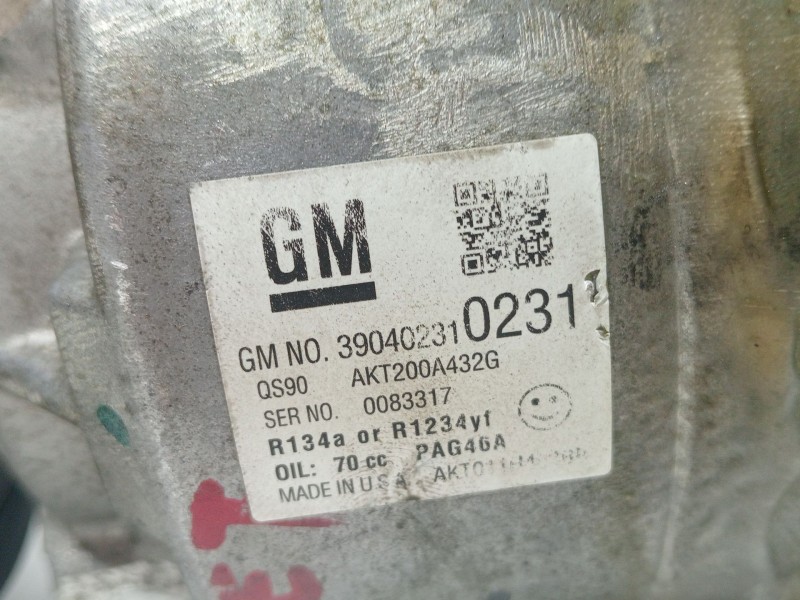 GM
GM NO. 39040231 0231
QS90 AKT200A432G
SER NO. 0083317
R134a or R1234yf
OIL: 70 cc PAG46A
MADE IN U S A